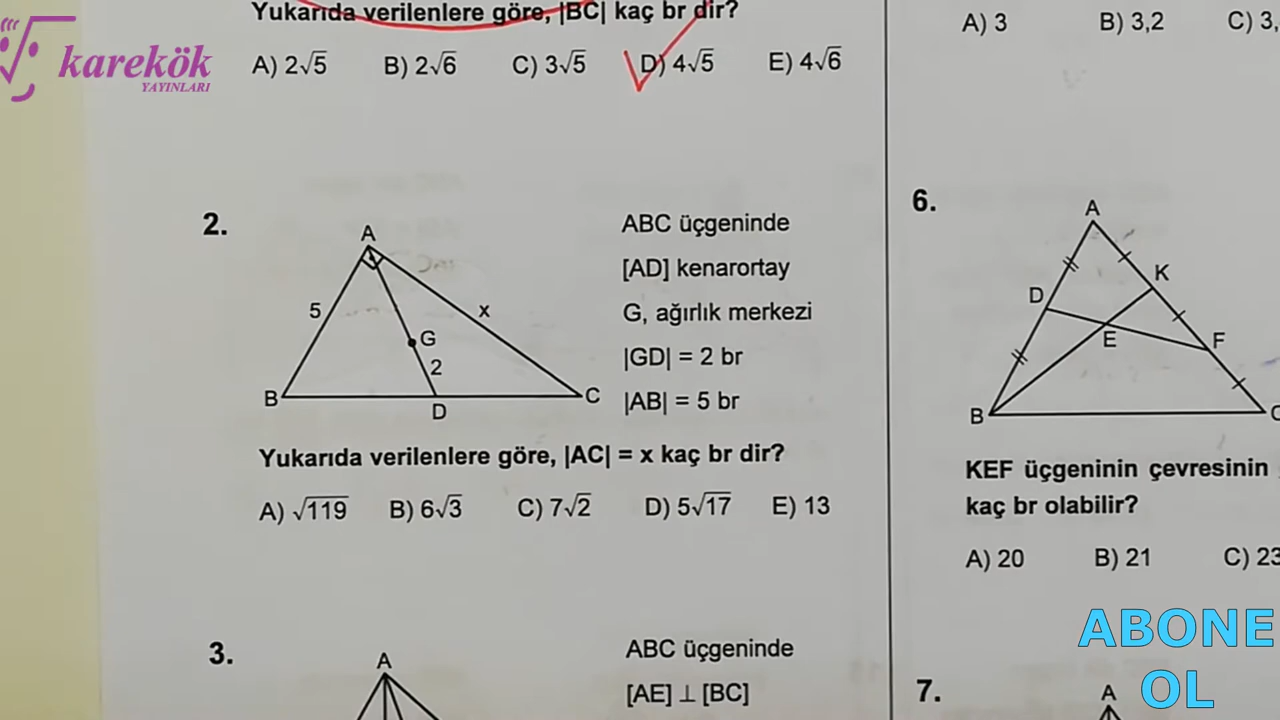 karekök
YAYINLARI
Yukarıda verilenlere göre, |BC| kaç br dir?
A) 2√5 B) 2√6 C) 3√5 D) 4√5 E) 4√6
2.
A
5
x
G
2
B
D
C
ABC üçgeninde
[AD] kenarortay
G, ağırlık merkezi
|GD| = 2 br
|AB| = 5 br
Yukarıda verilenlere göre, |AC| = x kaç br dir?
A) √119 B) 6√3 C) 7√2 D) 5√17 E) 13
3.
A
ABC üçgeninde
[AE] ⊥ [BC]
A) 3 B) 3,2 C) 3,
6.
A
K
D
E
F
B
C
KEF üçgeninin çevresinin
kaç br olabilir?
A) 20 B) 21 C) 23
7.
A
ABONE
OL